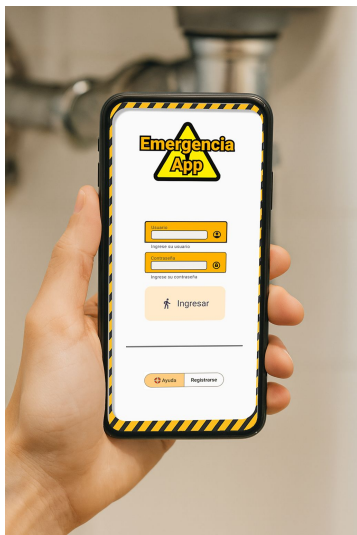 Emergencia
App
Usuario
Ingrese su usuario
Contraseña
Ingrese su contraseña
Ingresar
Ayuda
Registrarse